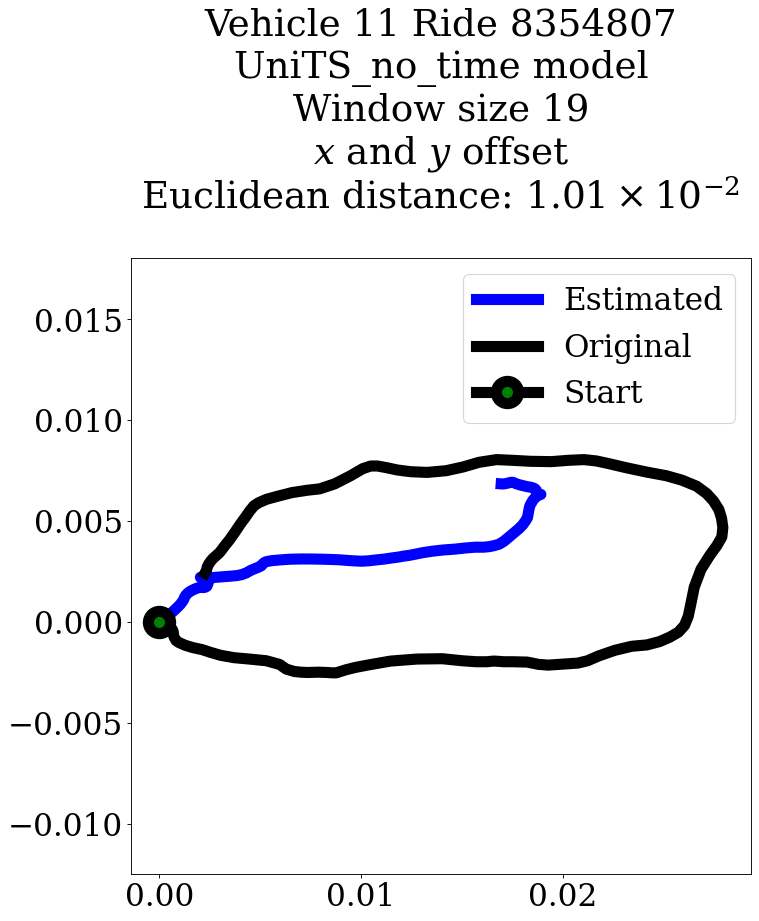 Vehicle 11 Ride 8354807
UniTS_no_time model
Window size 19
x and y offset
Euclidean distance: 1.01 × 10⁻²
Estimated
Original
Start
0.015
0.010
0.005
0.000
−0.005
−0.010
0.00 0.01 0.02